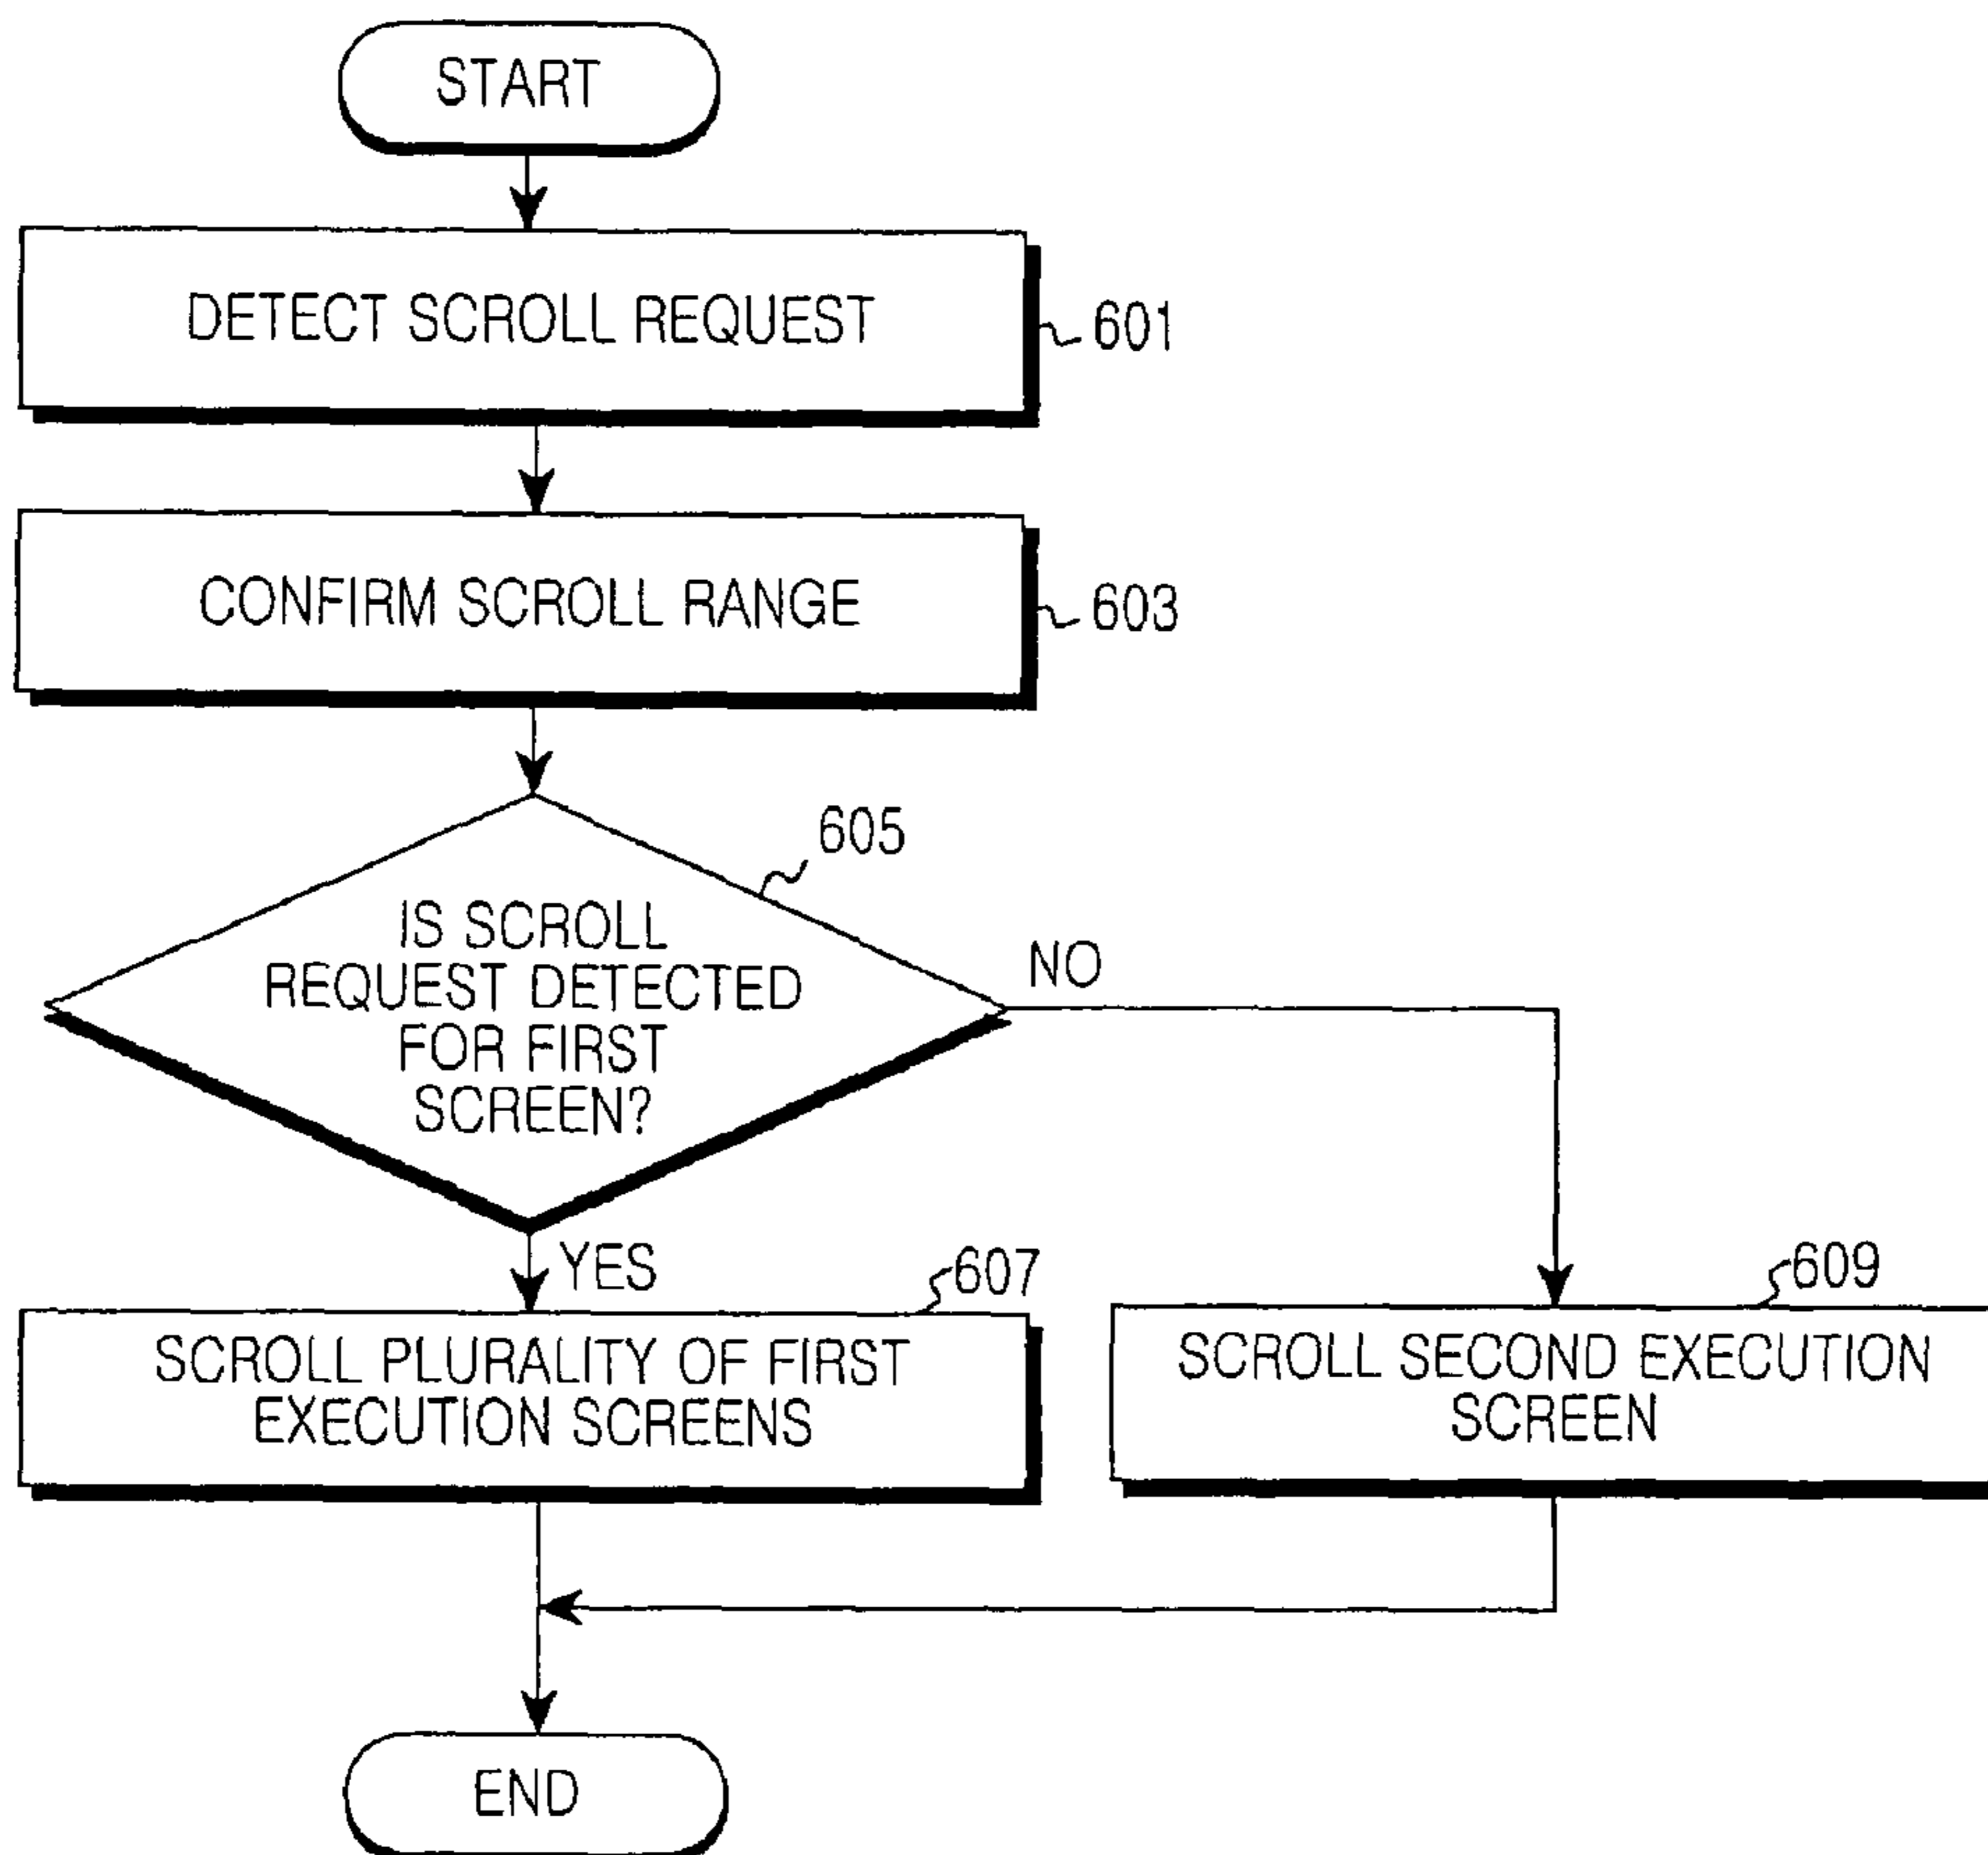 START
DETECT SCROLL REQUEST
601
CONFIRM SCROLL RANGE
603
605
IS SCROLL
REQUEST DETECTED
FOR FIRST
SCREEN?
NO
YES
607
SCROLL PLURALITY OF FIRST
EXECUTION SCREENS
609
SCROLL SECOND EXECUTION
SCREEN
END